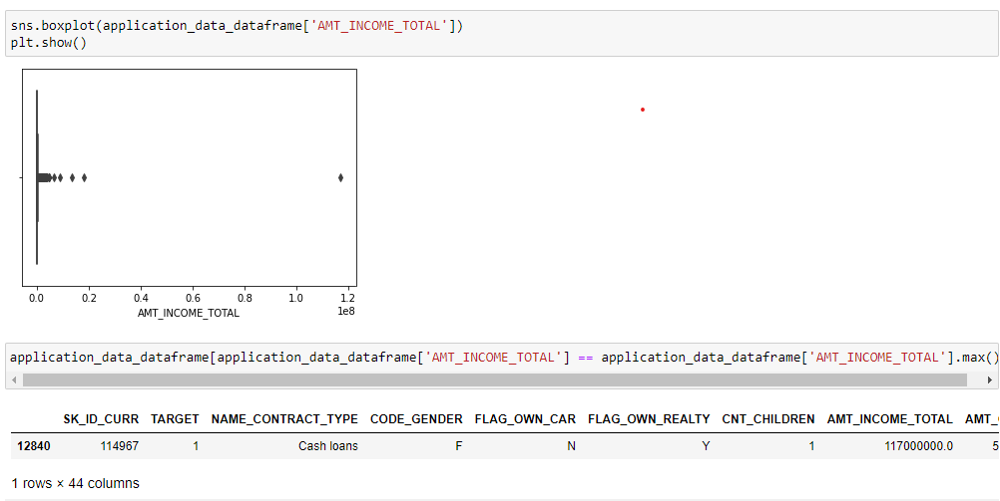 sns.boxplot(application_data_dataframe['AMT_INCOME_TOTAL'])
plt.show()
0.0 0.2 0.4 0.6 0.8 1.0 1.2
1e8
AMT_INCOME_TOTAL
application_data_dataframe[application_data_dataframe['AMT_INCOME_TOTAL'] == application_data_dataframe['AMT_INCOME_TOTAL'].max()
SK_ID_CURR TARGET NAME_CONTRACT_TYPE CODE_GENDER FLAG_OWN_CAR FLAG_OWN_REALTY CNT_CHILDREN AMT_INCOME_TOTAL AMT_
12840 114967 1 Cash loans F N Y 1 117000000.0 5
1 rows × 44 columns